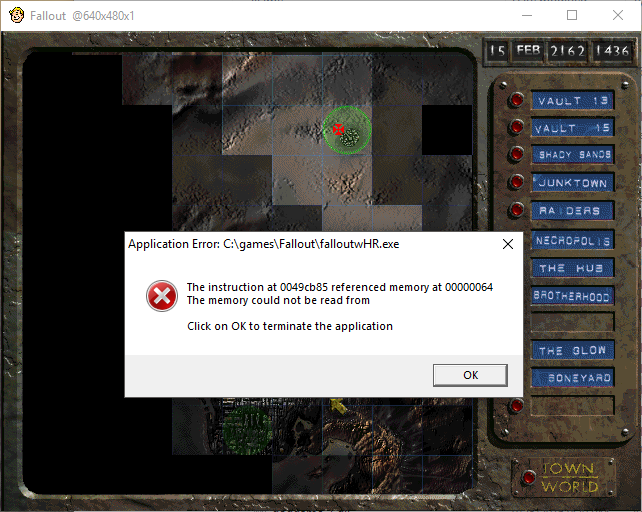 Fallout @640x480x1
15 FEB 2162 1436
VAULT 13
VAULT 15
SHADY SANDS
JUNKTOWN
RAIDERS
NECROPOLIS
THE HUB
BROTHERHOOD
THE GLOW
BONEYARD
TOWN
WORLD
Application Error: C:\games\Fallout\falloutwHR.exe
The instruction at 0049cb85 referenced memory at 00000064
The memory could not be read from
Click on OK to terminate the application
OK